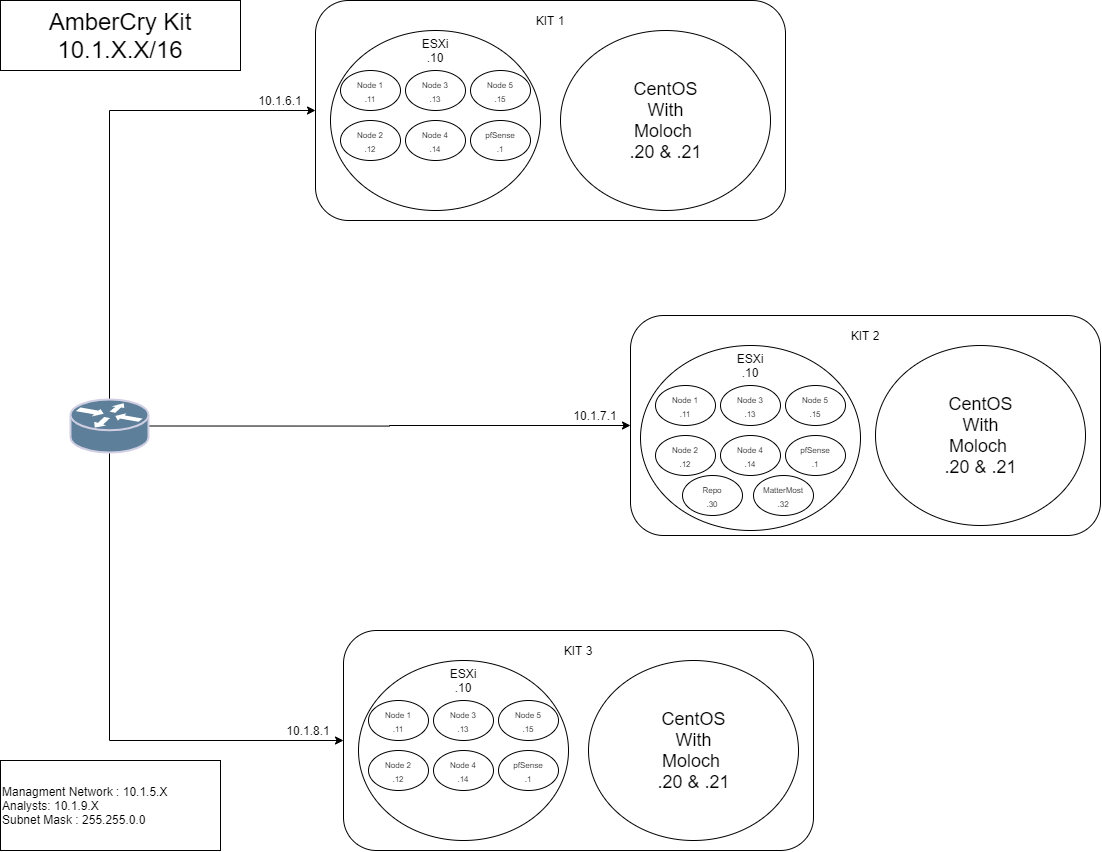 AmberCry Kit
10.1.X.X/16
KIT 1
ESXi
.10
Node 1
.11
Node 3
.13
Node 5
.15
Node 2
.12
Node 4
.14
pfSense
.1
CentOS
With
Moloch
.20 & .21
10.1.6.1
KIT 2
ESXi
.10
Node 1
.11
Node 3
.13
Node 5
.15
Node 2
.12
Node 4
.14
pfSense
.1
Repo
.30
MatterMost
.32
CentOS
With
Moloch
.20 & .21
10.1.7.1
KIT 3
ESXi
.10
Node 1
.11
Node 3
.13
Node 5
.15
Node 2
.12
Node 4
.14
pfSense
.1
CentOS
With
Moloch
.20 & .21
10.1.8.1
Managment Network : 10.1.5.X
Analysts: 10.1.9.X
Subnet Mask : 255.255.0.0